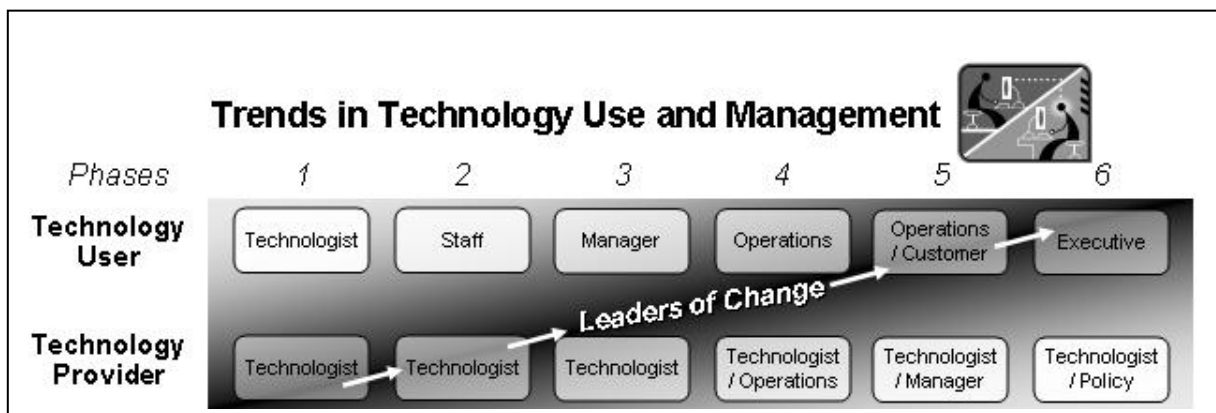 Trends in Technology Use and Management
Phases 1 2 3 4 5 6
Technology
User
Technologist
Staff
Manager
Operations
Operations
/ Customer
Executive
Leaders of Change
Technology
Provider
Technologist
Technologist
Technologist
Technologist
/ Operations
Technologist
/ Manager
Technologist
/ Policy